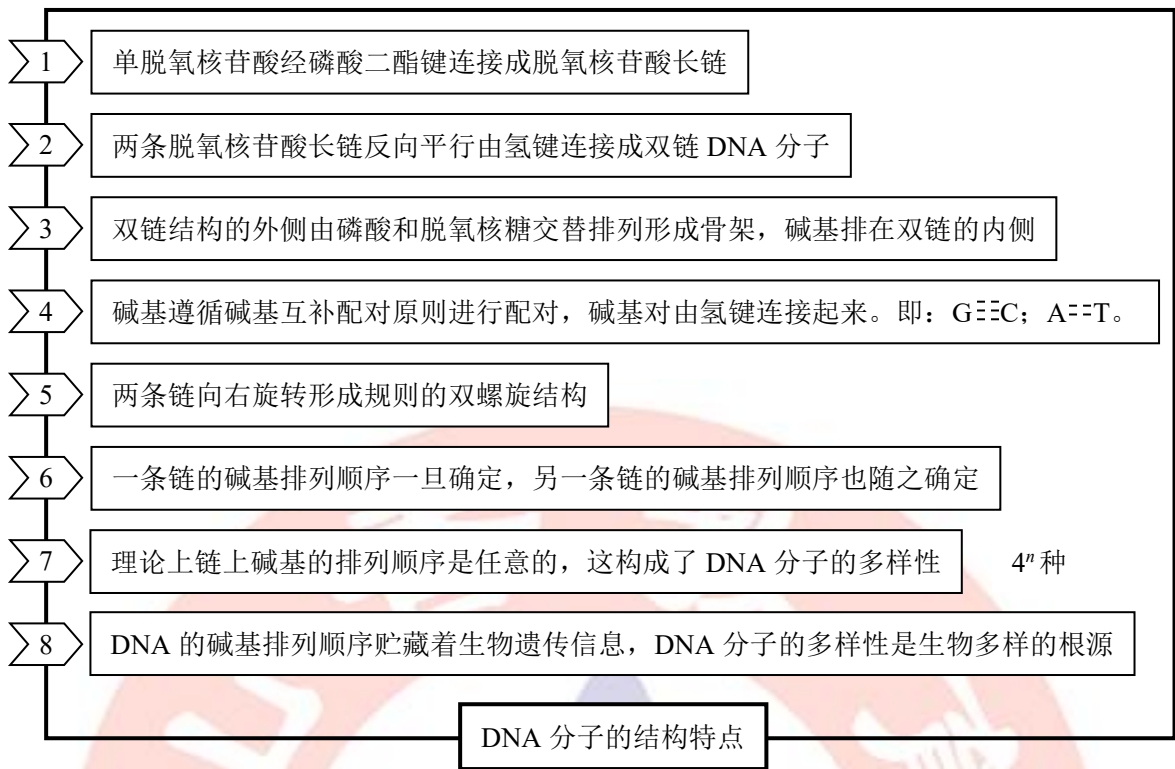 1 单脱氧核苷酸经磷酸二酯键连接成脱氧核苷酸长链
2 两条脱氧核苷酸长链反向平行由氢键连接成双链 DNA 分子
3 双链结构的外侧由磷酸和脱氧核糖交替排列形成骨架，碱基排在双链的内侧
4 碱基遵循碱基互补配对原则进行配对，碱基对由氢键连接起来。即：G☷C；A==T。
5 两条链向右旋转形成规则的双螺旋结构
6 一条链的碱基排列顺序一旦确定，另一条链的碱基排列顺序也随之确定
7 理论上链上碱基的排列顺序是任意的，这构成了 DNA 分子的多样性 4ⁿ 种
8 DNA 的碱基排列顺序贮藏着生物遗传信息，DNA 分子的多样性是生物多样的根源
DNA 分子的结构特点